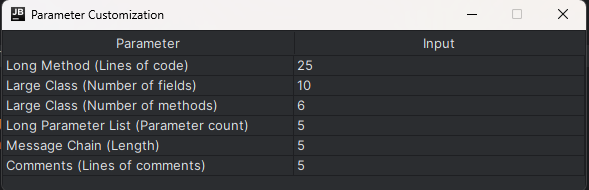 JB Parameter Customization
Parameter Input
Long Method (Lines of code) 25
Large Class (Number of fields) 10
Large Class (Number of methods) 6
Long Parameter List (Parameter count) 5
Message Chain (Length) 5
Comments (Lines of comments) 5